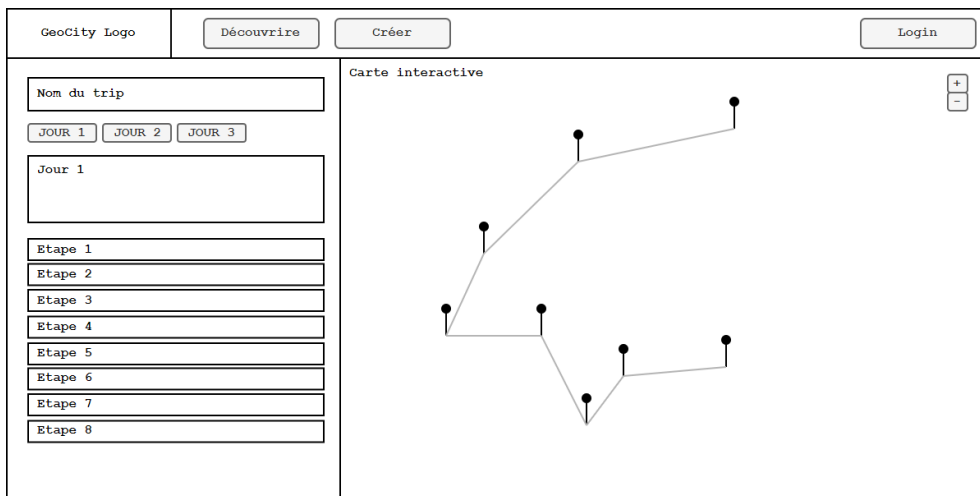 GeoCity Logo
Découvrire
Créer
Login
Nom du trip
JOUR 1
JOUR 2
JOUR 3
Jour 1
Etape 1
Etape 2
Etape 3
Etape 4
Etape 5
Etape 6
Etape 7
Etape 8
Carte interactive
+
−